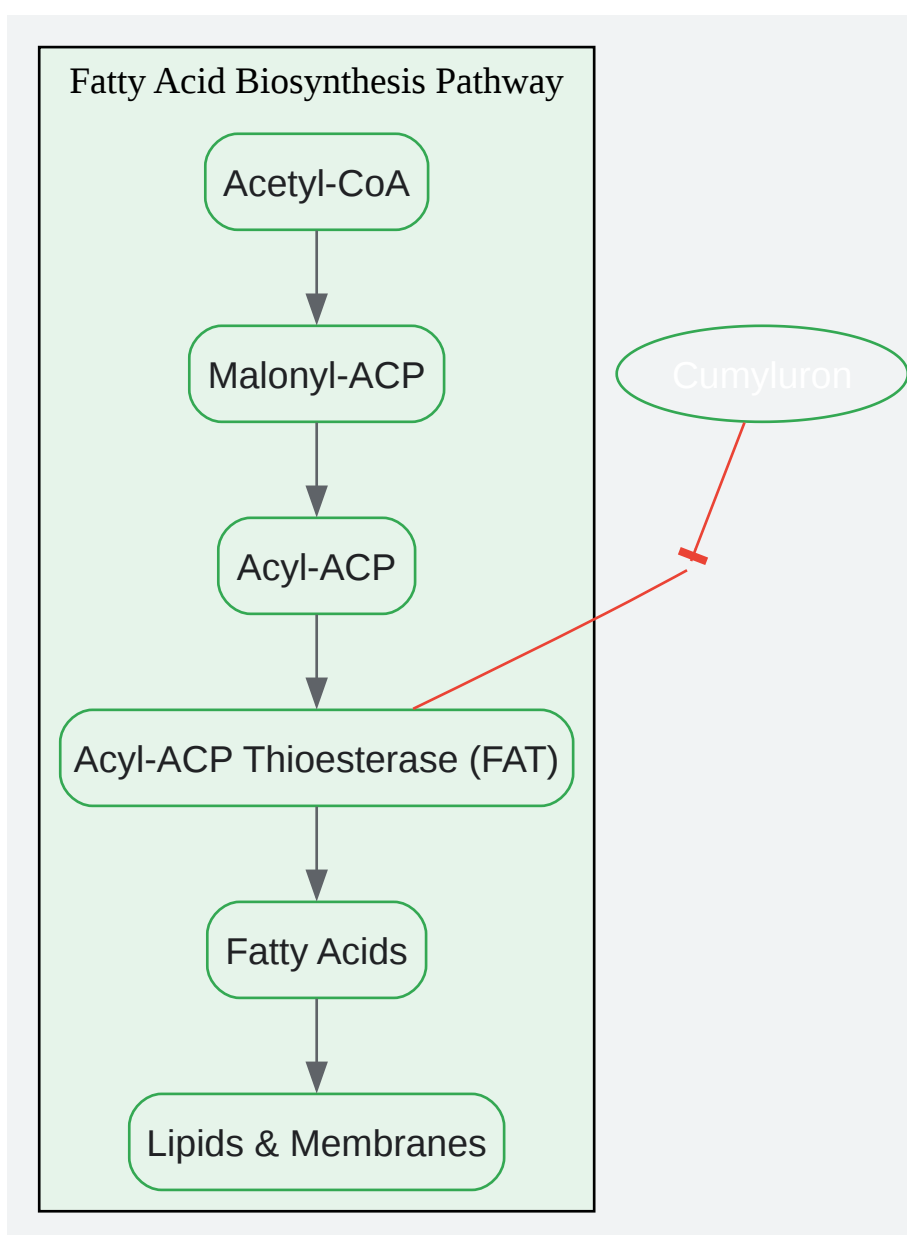 Fatty Acid Biosynthesis Pathway
Acetyl-CoA
Malonyl-ACP
Cumyluron
Acyl-ACP
Acyl-ACP Thioesterase (FAT)
Fatty Acids
Lipids & Membranes